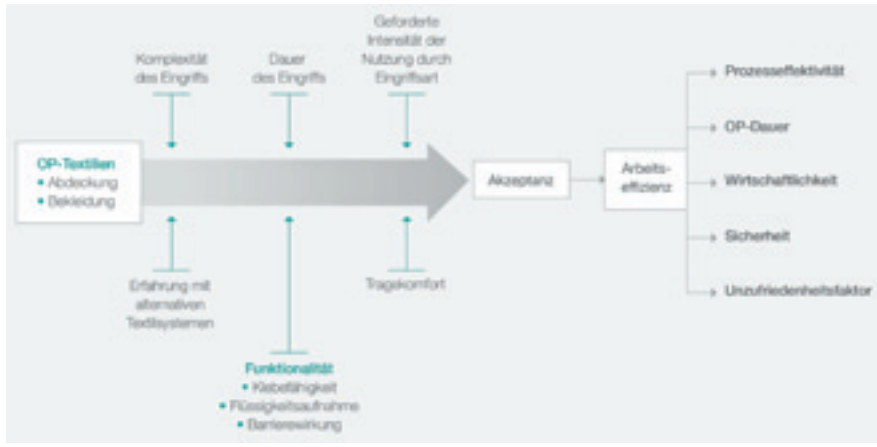 Komplexität
des Eingriffs
Dauer
des Eingriffs
Geforderte
Intensität der
Nutzung durch
Eingriffsart
OP-Textilien
• Abdeckung
• Bekleidung
Erfahrung mit
alternativen
Textilsystemen
Funktionalität
• Klebefähigkeit
• Flüssigkeitsaufnahme
• Barrierewirkung
Tragekomfort
Akzeptanz
Arbeits-
effizienz
Prozesseffektivität
OP-Dauer
Wirtschaftlichkeit
Sicherheit
Unzufriedenheitsfaktor